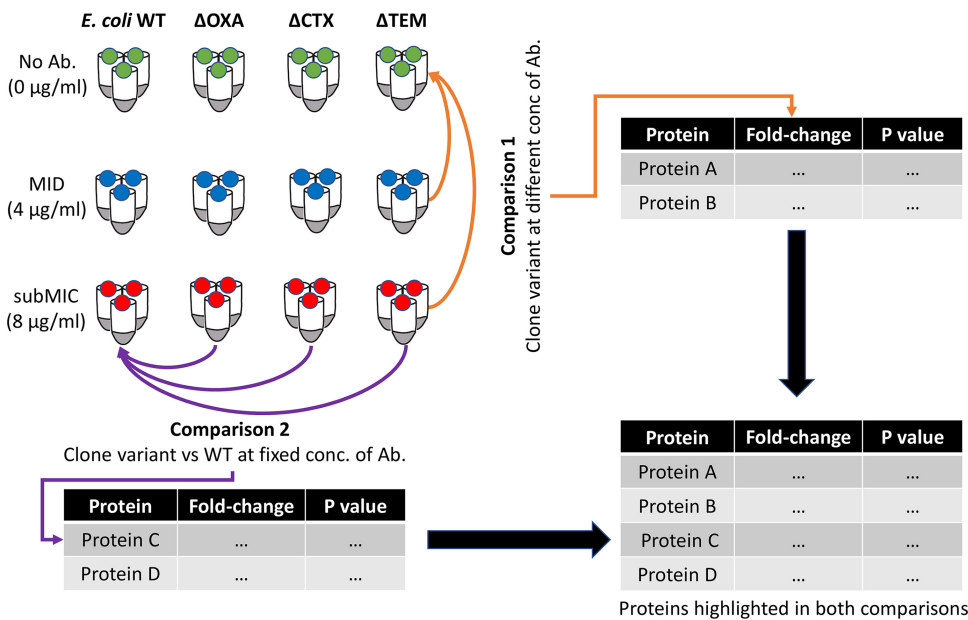 E. coli WT ΔOXA ΔCTX ΔTEM
No Ab.
(0 µg/ml)
MID
(4 µg/ml)
subMIC
(8 µg/ml)
Comparison 1
Clone variant at different conc of Ab.
Protein Fold-change P value
Protein A ... ...
Protein B ... ...
Comparison 2
Clone variant vs WT at fixed conc. of Ab.
Protein Fold-change P value
Protein C ... ...
Protein D ... ...
Protein Fold-change P value
Protein A ... ...
Protein B ... ...
Protein C ... ...
Protein D ... ...
Proteins highlighted in both comparisons